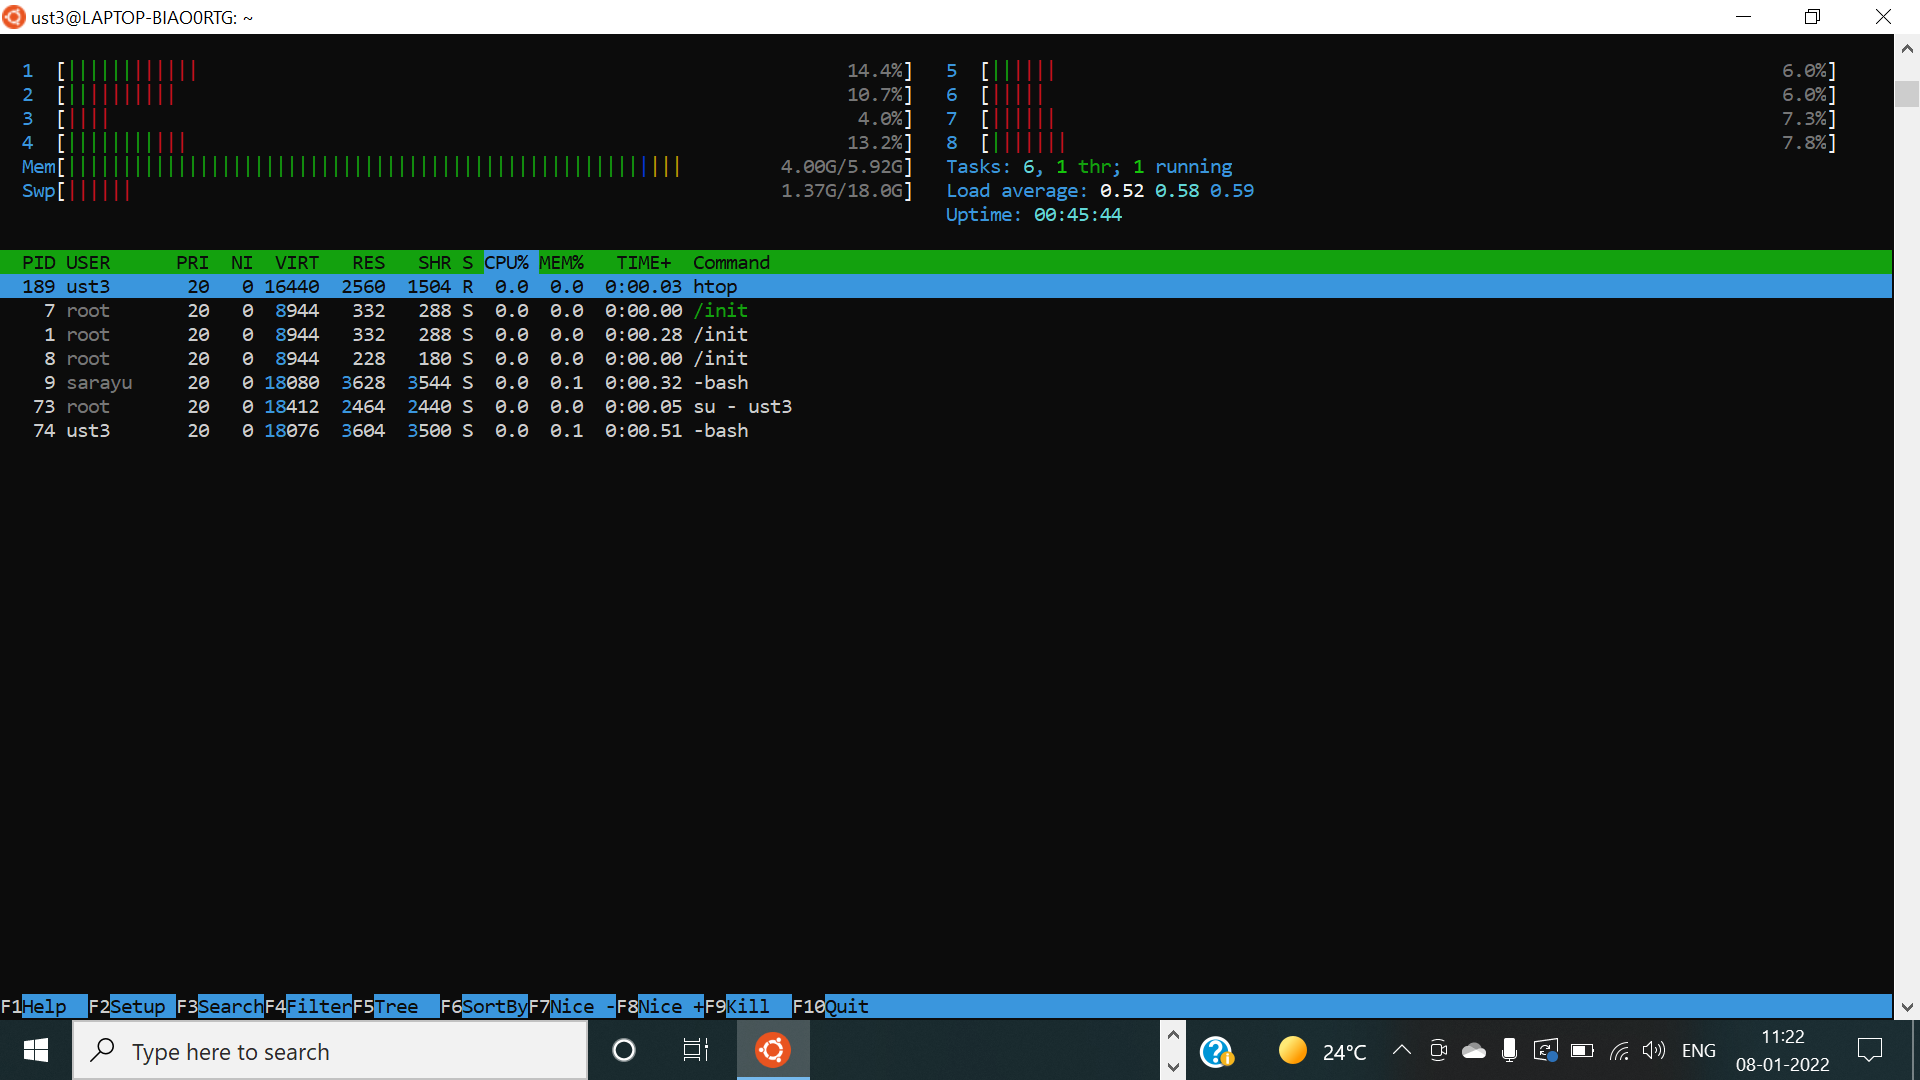 ust3@LAPTOP-BIAO0RTG: ~
1 [||||||||||||| 14.4%] 5 [|||||| 6.0%]
2 [|||||||||| 10.7%] 6 [||||| 6.0%]
3 [|||| 4.0%] 7 [|||||| 7.3%]
4 [||||||||||| 13.2%] 8 [||||||| 7.8%]
Mem[|||||||||||||||||||||||||||||||||||||||||||||||||||||||| 4.00G/5.92G] Tasks: 6, 1 thr; 1 running
Swp[|||||| 1.37G/18.0G] Load average: 0.52 0.58 0.59
Uptime: 00:45:44
PID USER PRI NI VIRT RES SHR S CPU% MEM% TIME+ Command
189 ust3 20 0 16440 2560 1504 R 0.0 0.0 0:00.03 htop
7 root 20 0 8944 332 288 S 0.0 0.0 0:00.00 /init
1 root 20 0 8944 332 288 S 0.0 0.0 0:00.28 /init
8 root 20 0 8944 228 180 S 0.0 0.0 0:00.00 /init
9 sarayu 20 0 18080 3628 3544 S 0.0 0.1 0:00.32 -bash
73 root 20 0 18412 2464 2440 S 0.0 0.0 0:00.05 su - ust3
74 ust3 20 0 18076 3604 3500 S 0.0 0.1 0:00.51 -bash
F1Help F2Setup F3SearchF4FilterF5Tree F6SortByF7Nice -F8Nice +F9Kill F10Quit
Type here to search
24°C
ENG
11:22
08-01-2022